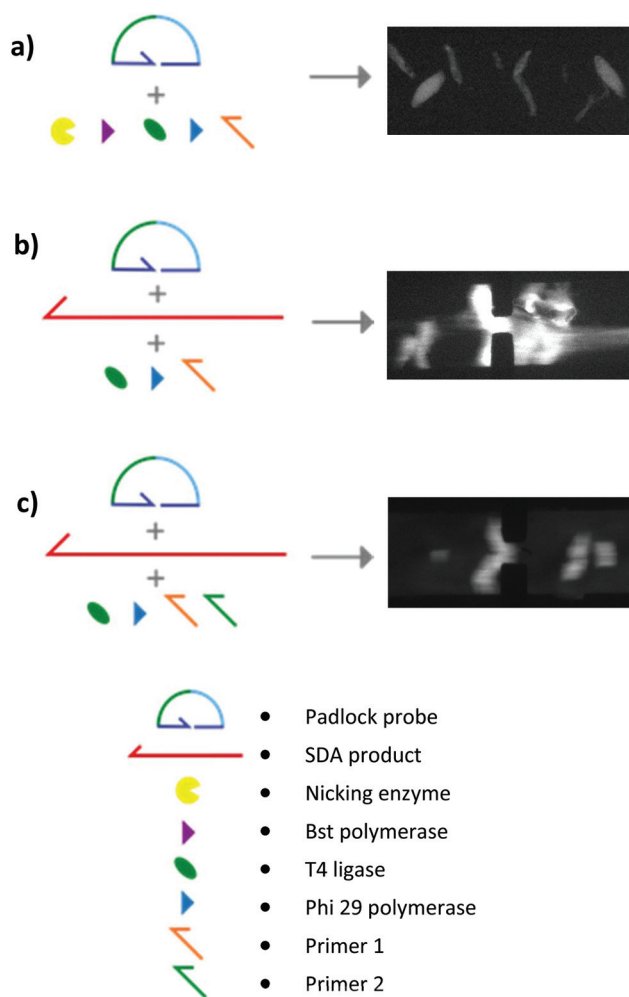 a)
+
b)
+
+
c)
+
+
• Padlock probe
• SDA product
• Nicking enzyme
• Bst polymerase
• T4 ligase
• Phi 29 polymerase
• Primer 1
• Primer 2